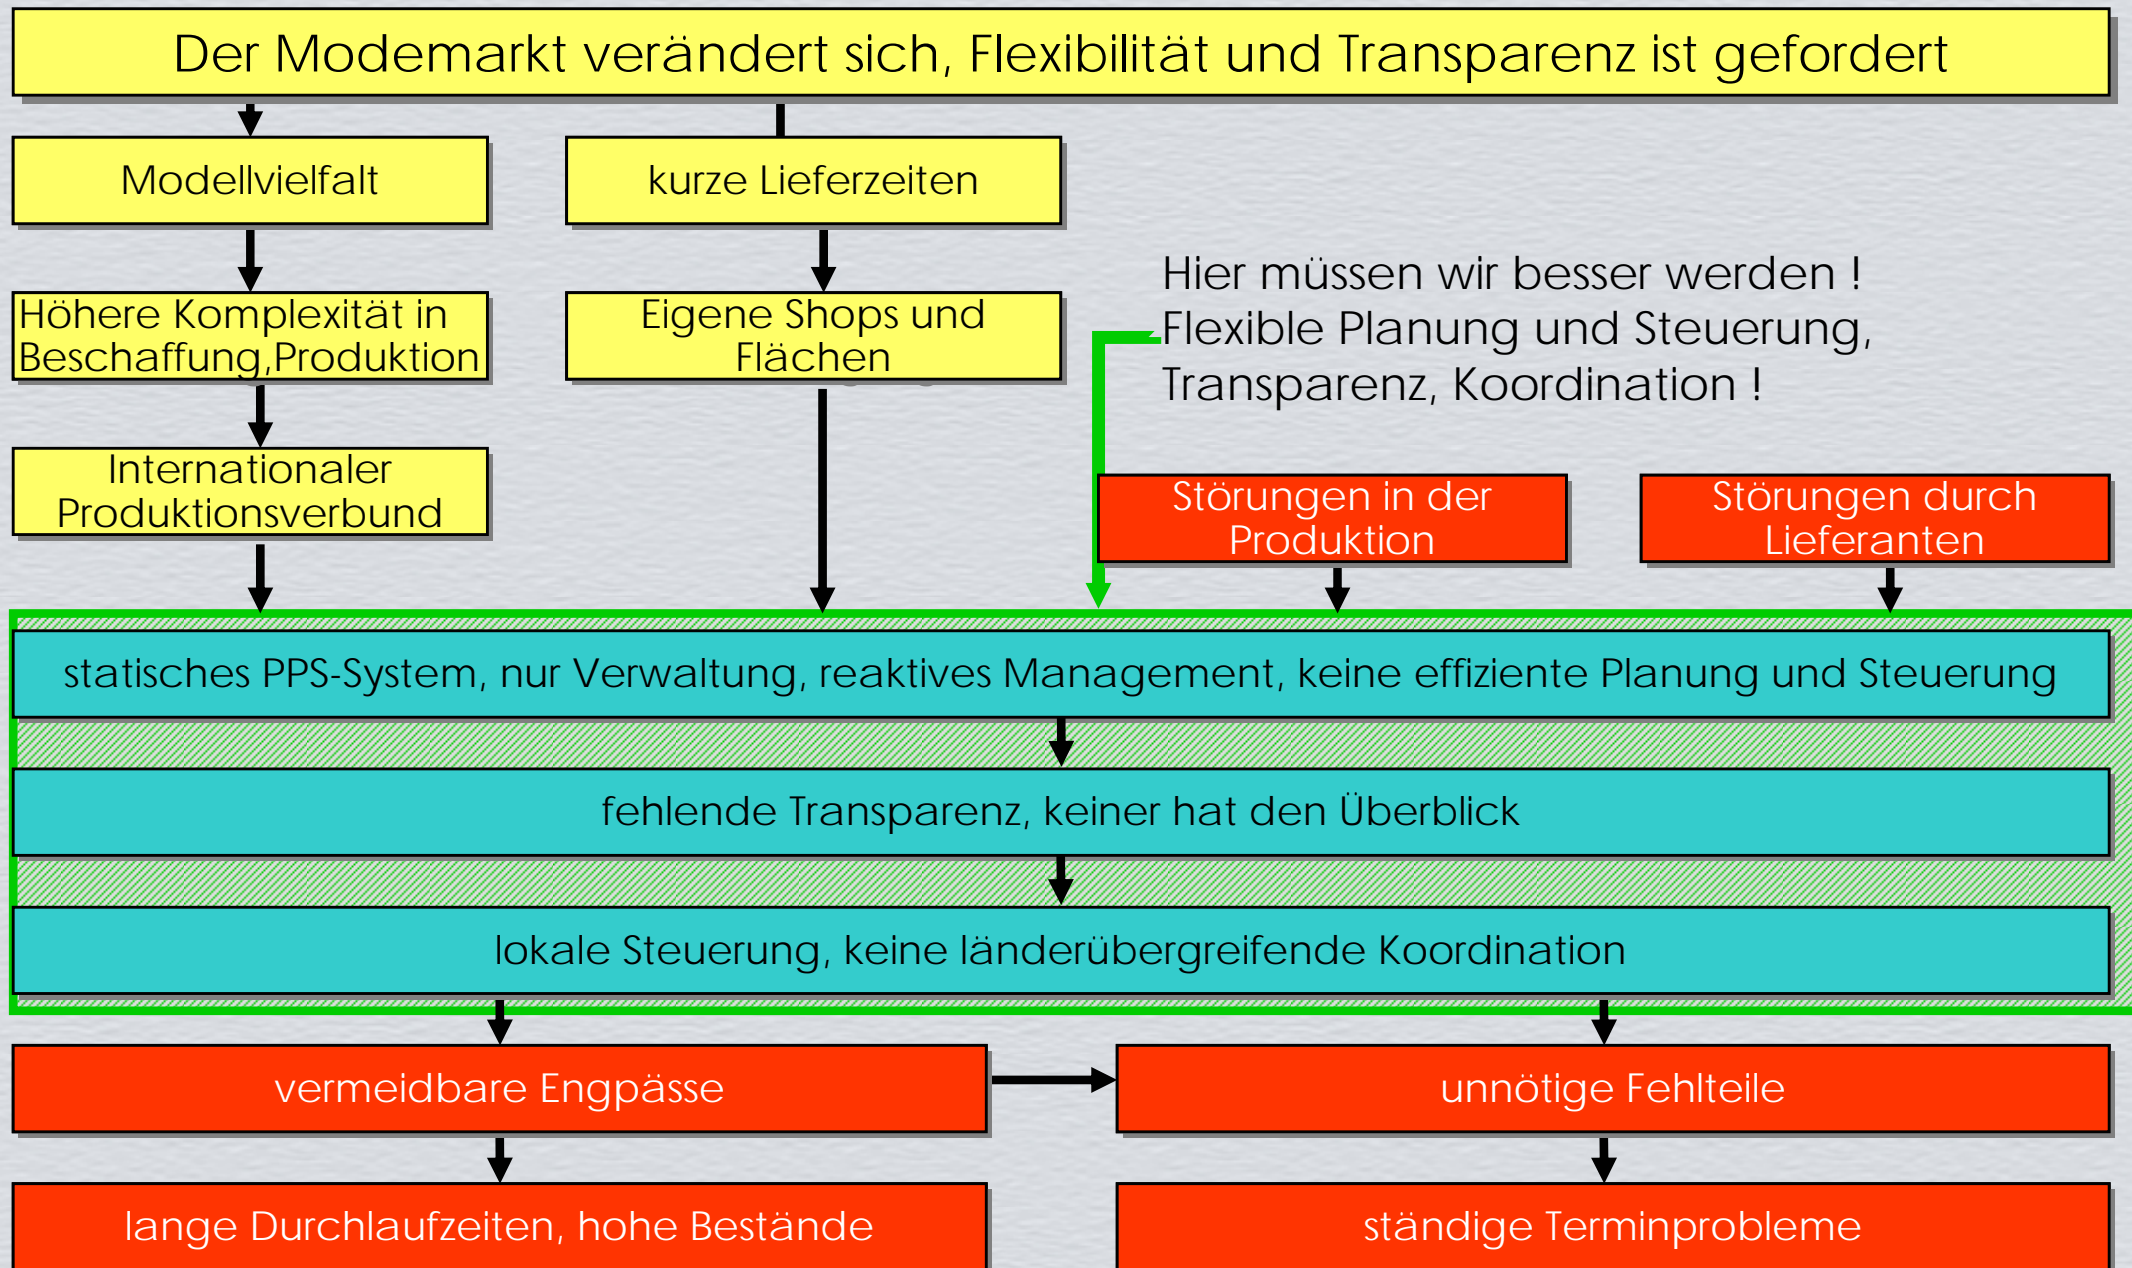 Der Modemarkt verändert sich, Flexibilität und Transparenz ist gefordert
Modellvielfalt
kurze Lieferzeiten
Höhere Komplexität in
Beschaffung,Produktion
Eigene Shops und
Flächen
Hier müssen wir besser werden !
Flexible Planung und Steuerung,
Transparenz, Koordination !
Internationaler
Produktionsverbund
Störungen in der
Produktion
Störungen durch
Lieferanten
statisches PPS-System, nur Verwaltung, reaktives Management, keine effiziente Planung und Steuerung
fehlende Transparenz, keiner hat den Überblick
lokale Steuerung, keine länderübergreifende Koordination
vermeidbare Engpässe
unnötige Fehlteile
lange Durchlaufzeiten, hohe Bestände
ständige Terminprobleme